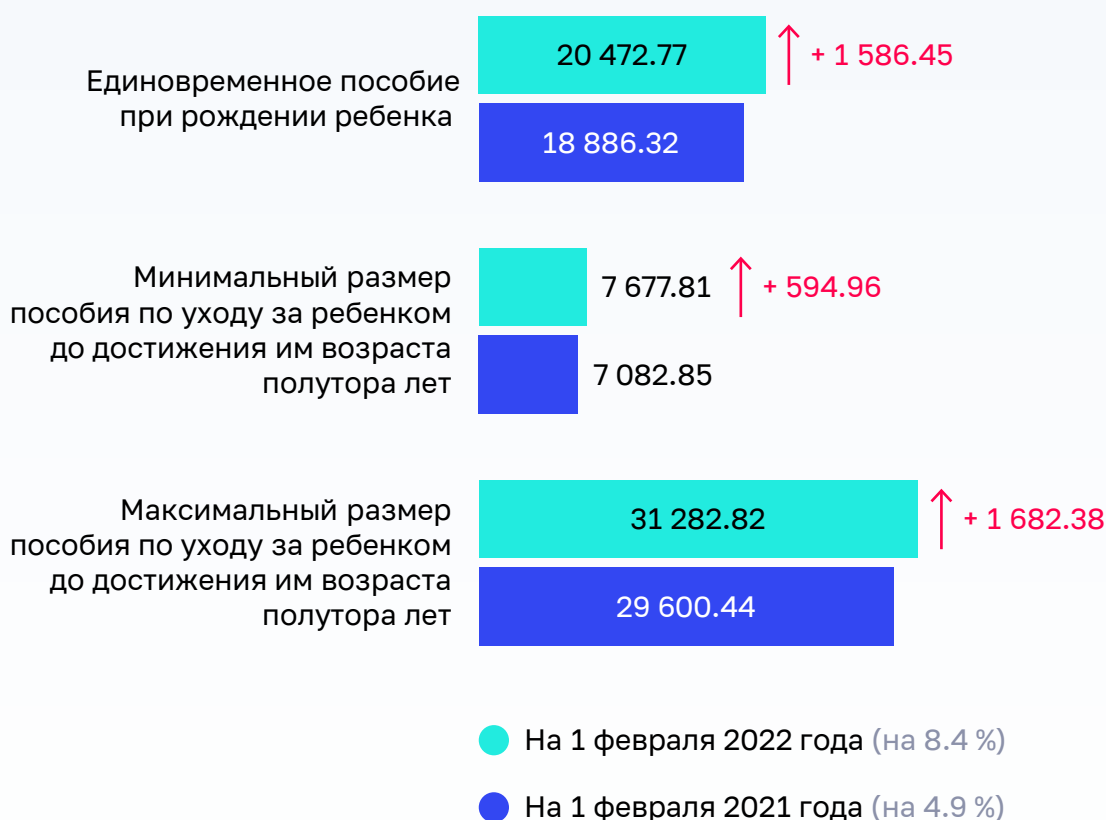 20 472.77
+ 1 586.45
Единовременное пособие
при рождении ребенка
18 886.32
Минимальный размер
пособия по уходу за ребенком
до достижения им возраста
полутора лет
7 677.81
+ 594.96
7 082.85
Максимальный размер
пособия по уходу за ребенком
до достижения им возраста
полутора лет
31 282.82
+ 1 682.38
29 600.44
На 1 февраля 2022 года (на 8.4 %)
На 1 февраля 2021 года (на 4.9 %)